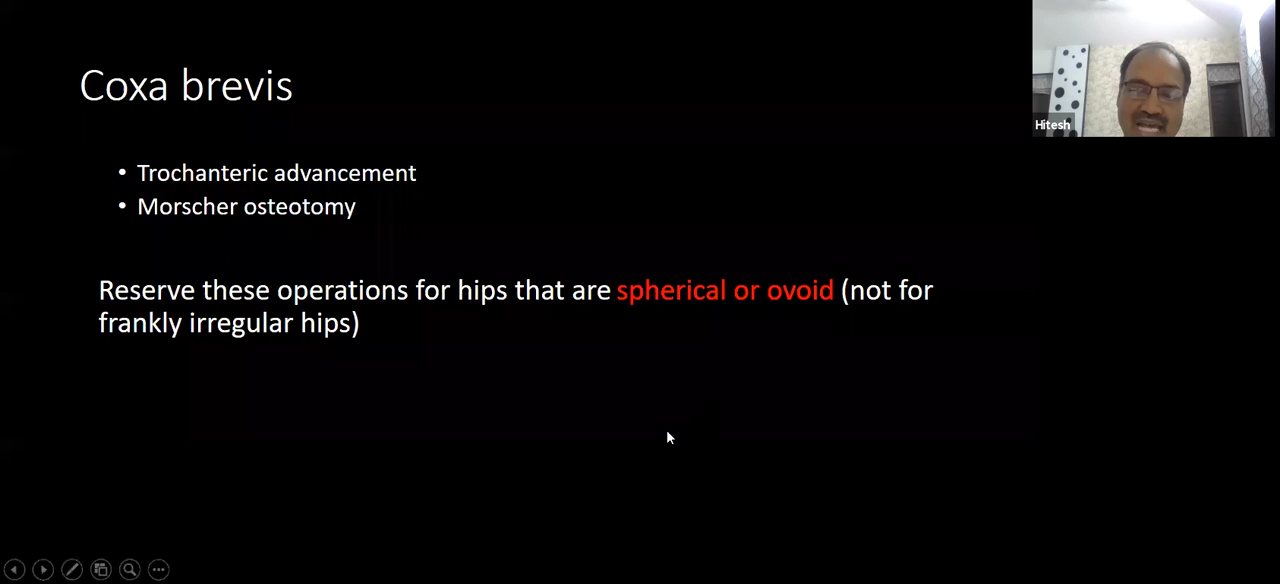 Coxa brevis
Hitesh
• Trochanteric advancement
• Morscher osteotomy
Reserve these operations for hips that are spherical or ovoid (not for
frankly irregular hips)